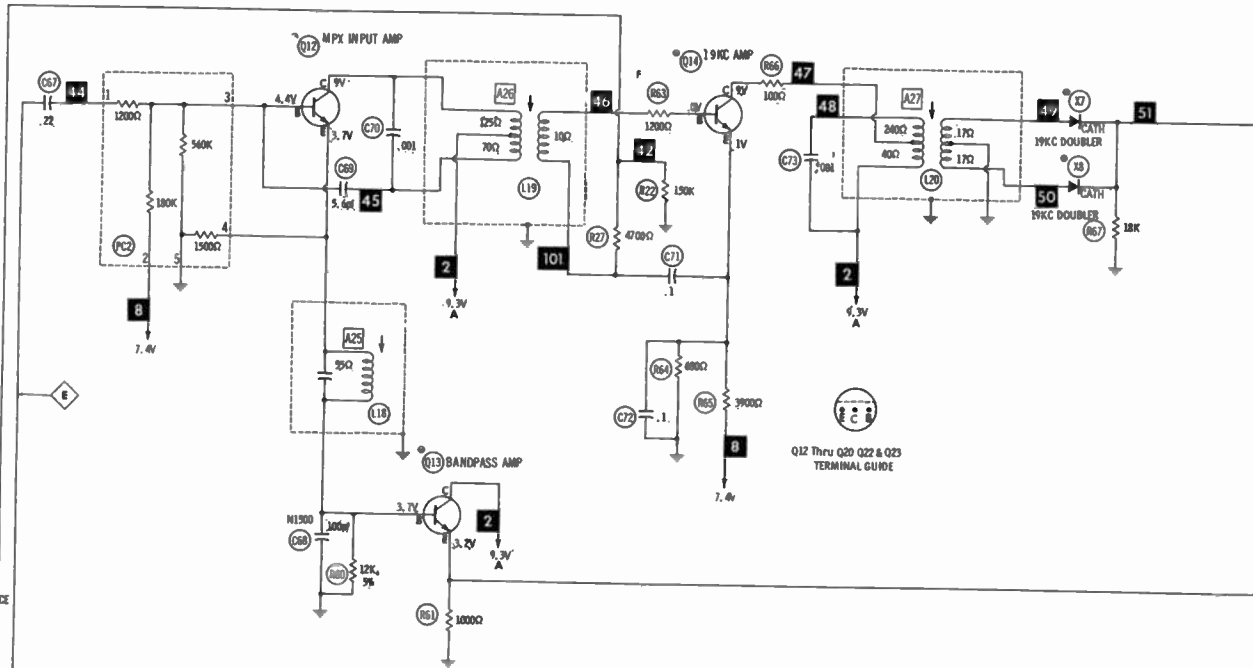 Q12 MPX INPUT AMP
Q14 19KC AMP
C67
44
.22
1
1200Ω
3
4.4V
B
C
9V
E
3.7V
C70
.001
560K
180K
C69
5.6pf
45
1500Ω
4
PC2
2
5
8
7.4V
A26
125Ω
70Ω
10Ω
L19
46
F
R63
1200Ω
.0V
B
C
9V
E
1V
R66
100Ω
47
42
R22
150K
R27
4700Ω
101
C71
.1
2
9.3V
A
48
C73
.001
A27
240Ω
40Ω
.17Ω
17Ω
L20
49
X7
CATH
19KC DOUBLER
51
X8
CATH
50
19KC DOUBLER
R67
18K
2
9.3V
A
A25
95Ω
L18
E
R64
680Ω
C72
.1
R65
3900Ω
8
7.4v
E C B
Q12 Thru Q20 Q22 & Q23
TERMINAL GUIDE
Q13 BANDPASS AMP
N1500
100pf
C68
3.7V
B
C
E
3.2V
2
9.3V
A
R60
12K
5%
R61
1000Ω
CE